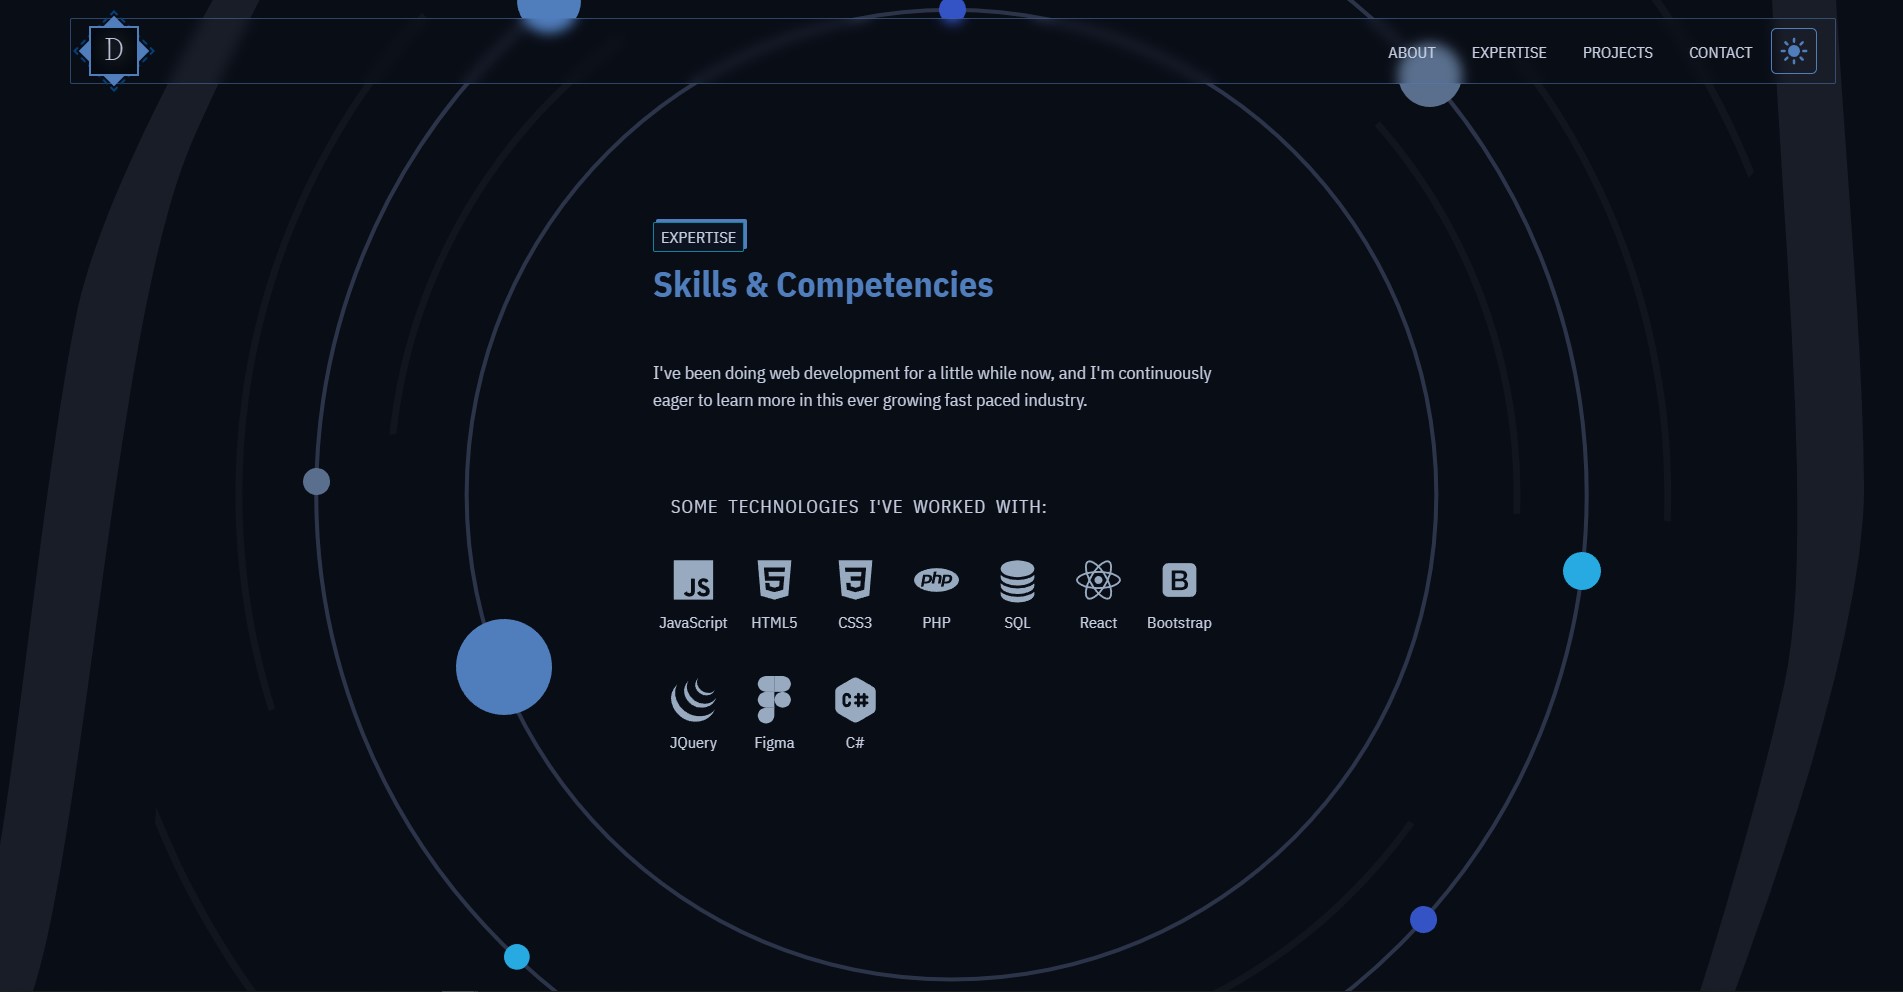 D
ABOUT EXPERTISE PROJECTS CONTACT
EXPERTISE
Skills & Competencies
I've been doing web development for a little while now, and I'm continuously
eager to learn more in this ever growing fast paced industry.
SOME TECHNOLOGIES I'VE WORKED WITH:
JS 5 3 php B
JavaScript HTML5 CSS3 PHP SQL React Bootstrap
C#
JQuery Figma C#